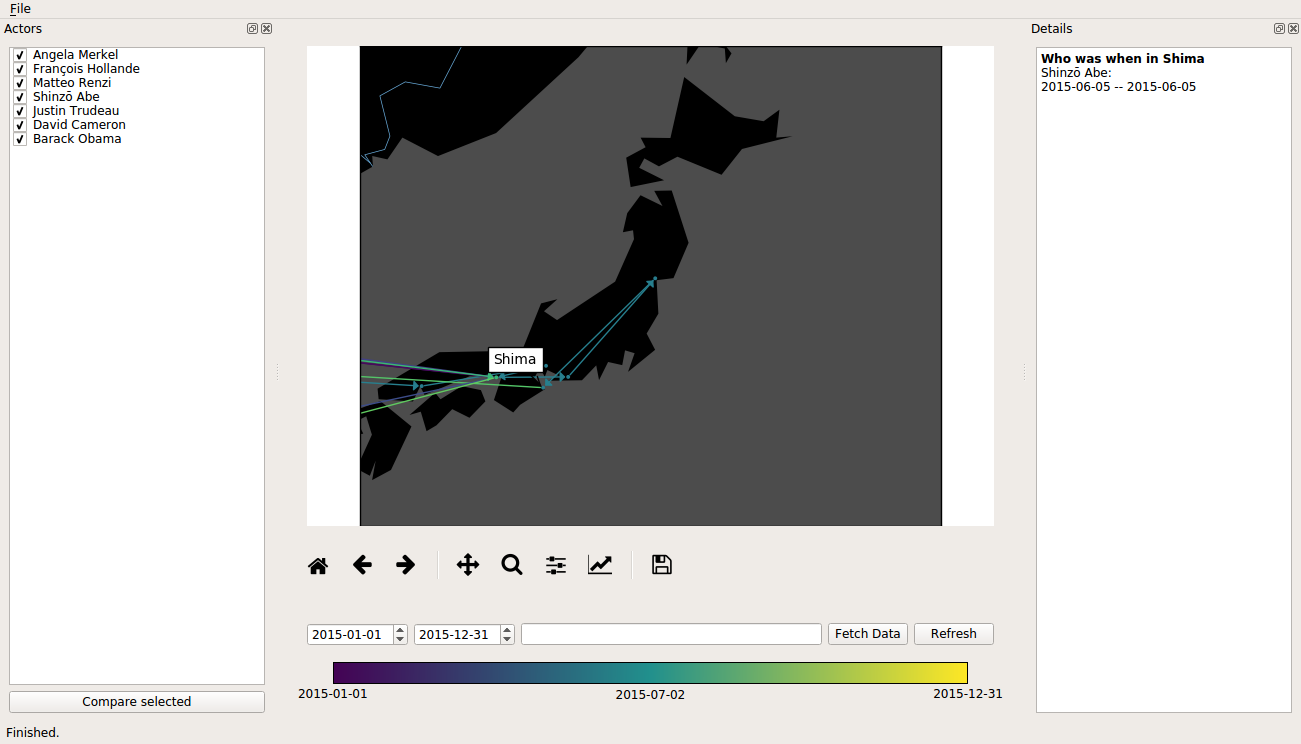 File
Actors
Details
Angela Merkel
François Hollande
Matteo Renzi
Shinzō Abe
Justin Trudeau
David Cameron
Barack Obama
Who was when in Shima
Shinzō Abe:
2015-06-05 -- 2015-06-05
Shima
2015-01-01
2015-12-31
Fetch Data
Refresh
2015-01-01
2015-07-02
2015-12-31
Compare selected
Finished.